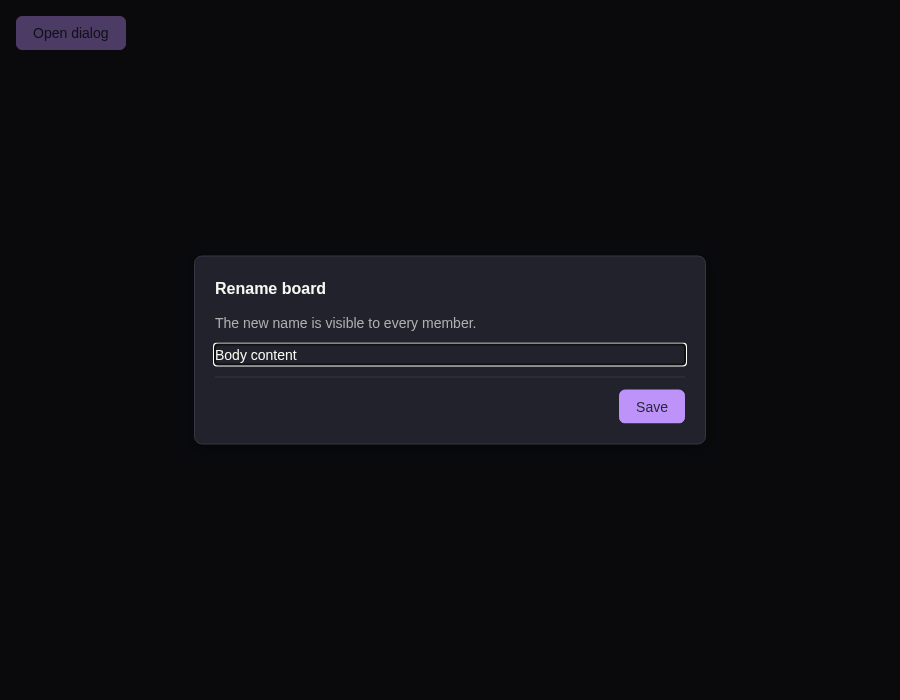 Open dialog
Rename board
The new name is visible to every member.
Body content
Save